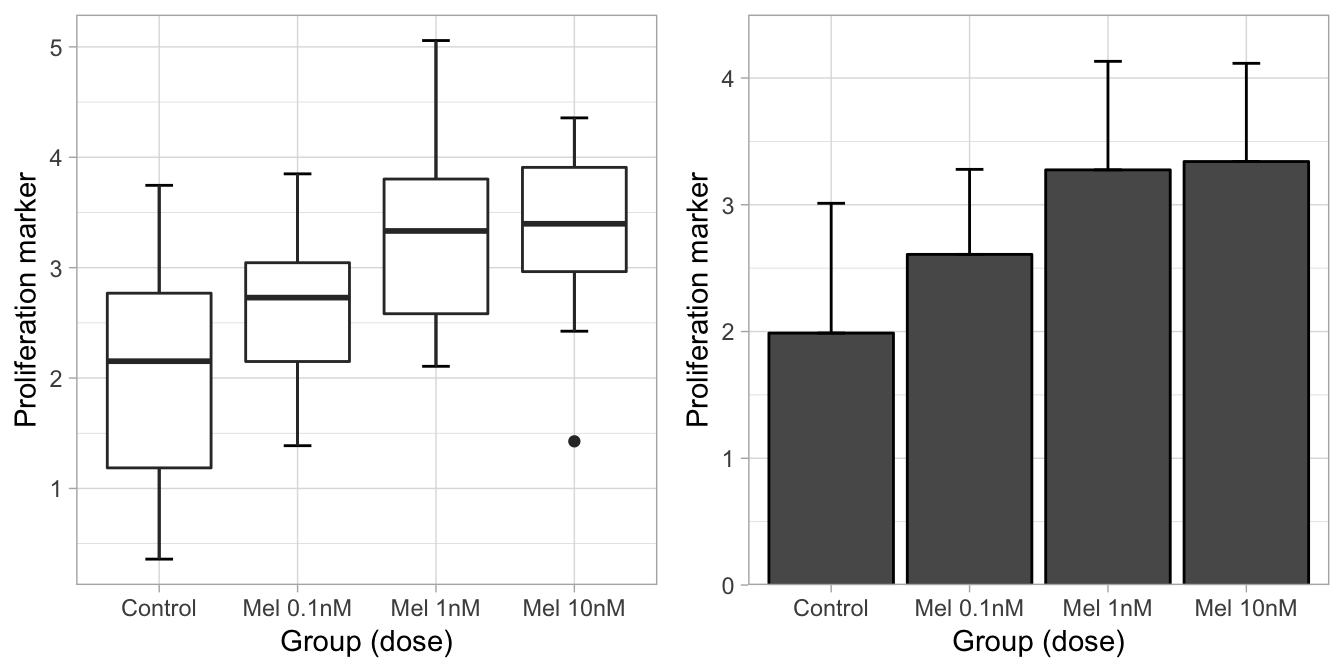 Proliferation marker
5
4
3
2
1
Control Mel 0.1nM Mel 1nM Mel 10nM
Group (dose)
Proliferation marker
4
3
2
1
0
Control Mel 0.1nM Mel 1nM Mel 10nM
Group (dose)